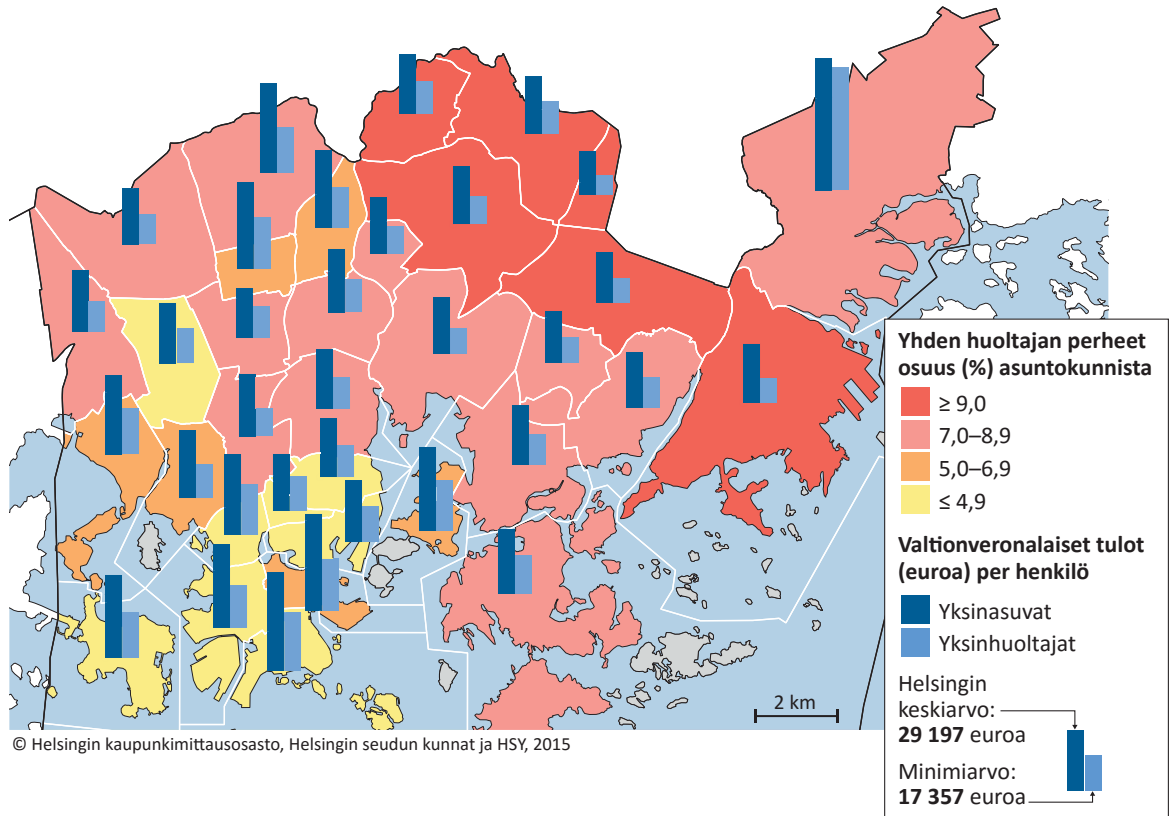 Yhden huoltajan perheet
osuus (%) asuntokunnista
≥ 9,0
7,0–8,9
5,0–6,9
≤ 4,9
Valtionveronalaiset tulot
(euroa) per henkilö
Yksinasuvat
Yksinhuoltajat
Helsingin
keskiarvo:
29 197 euroa
Minimiarvo:
17 357 euroa
2 km
© Helsingin kaupunkimittausosasto, Helsingin seudun kunnat ja HSY, 2015